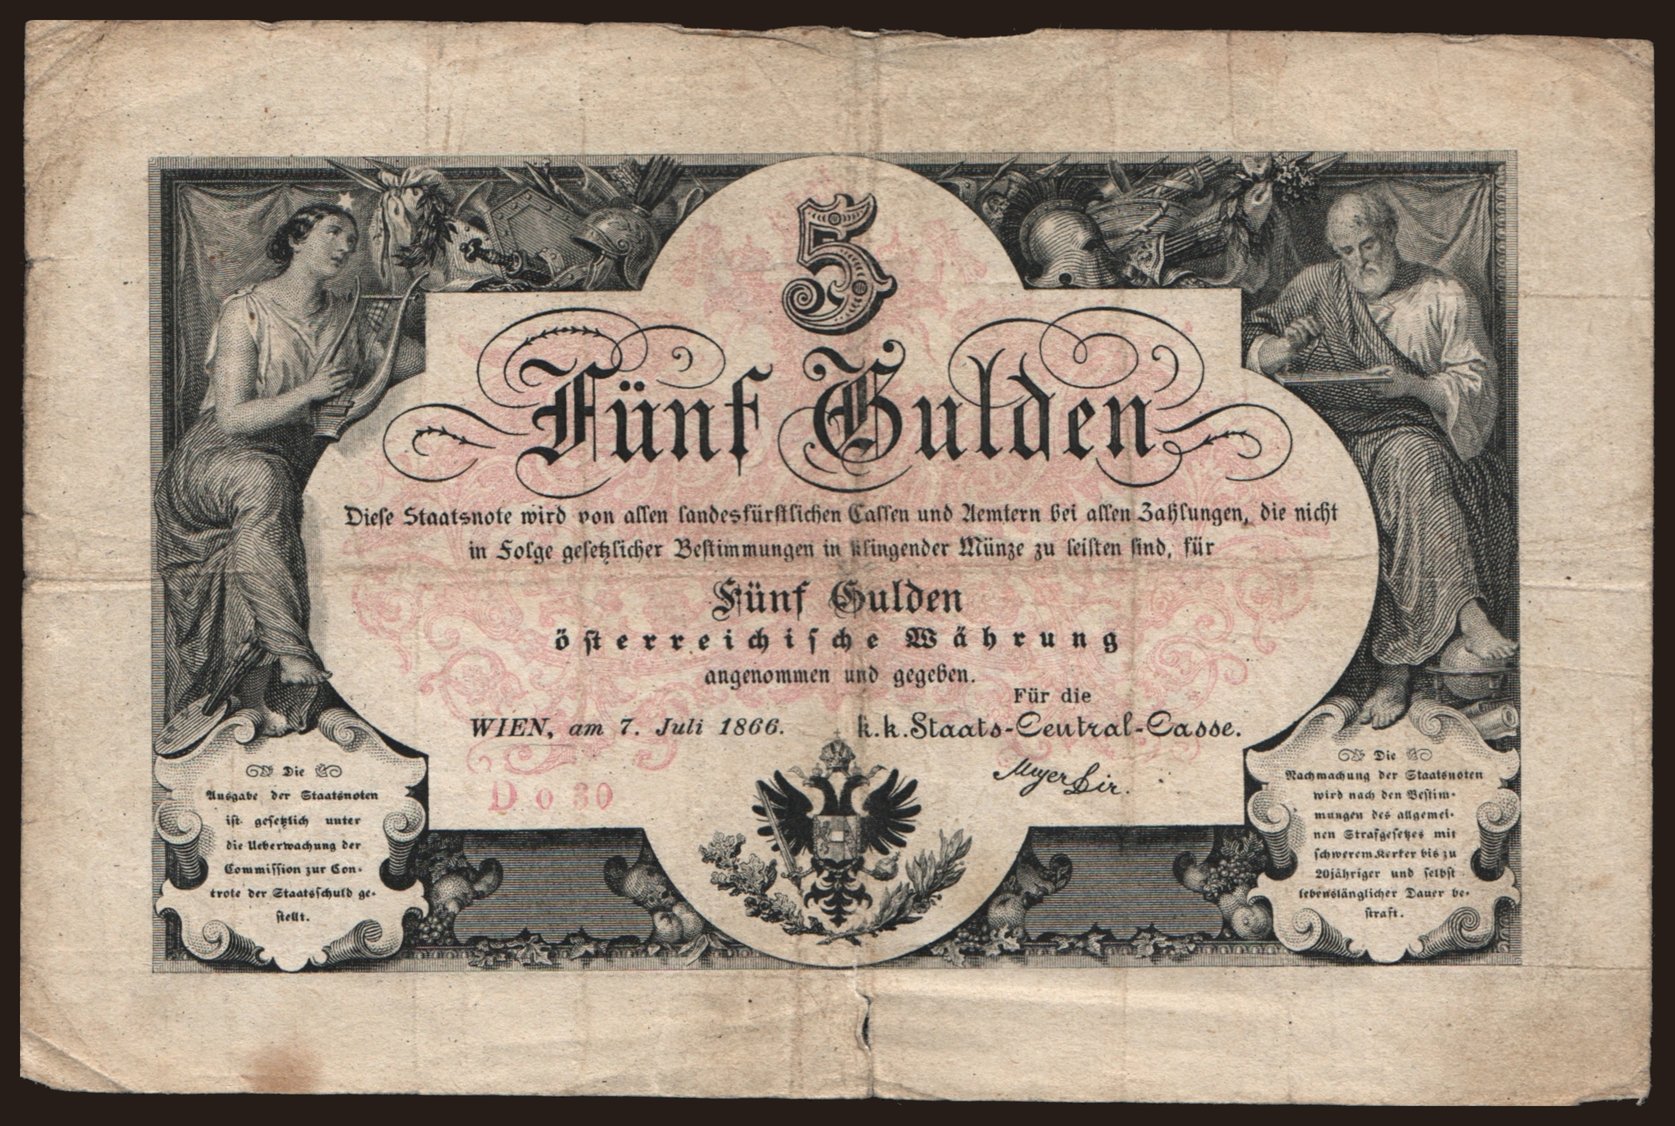 5
Fünf Gulden
Diese Staatsnote wird von allen landesfürstlichen Cassen und Aemtern bei allen Zahlungen, die nicht
in Folge gesetzlicher Bestimmungen in klingender Münze zu leisten sind, für
Fünf Gulden
österreichische Währung
angenommen und gegeben.
Für die
WIEN, am 7. Juli 1866. k.k. Staats-Central-Casse.
Meyer Dir.
D o 30
Die
Ausgabe der Staatsnoten
ist gesetzlich unter
die Ueberwachung der
Commission zur Con-
trole der Staatsschuld ge-
stellt.
Die
Nachmachung der Staatsnoten
wird nach den Bestim-
mungen des allgemei-
nen Strafgesetzes mit
schwerem Kerker bis zu
20jähriger und selbst
lebenslänglicher Dauer be-
straft.